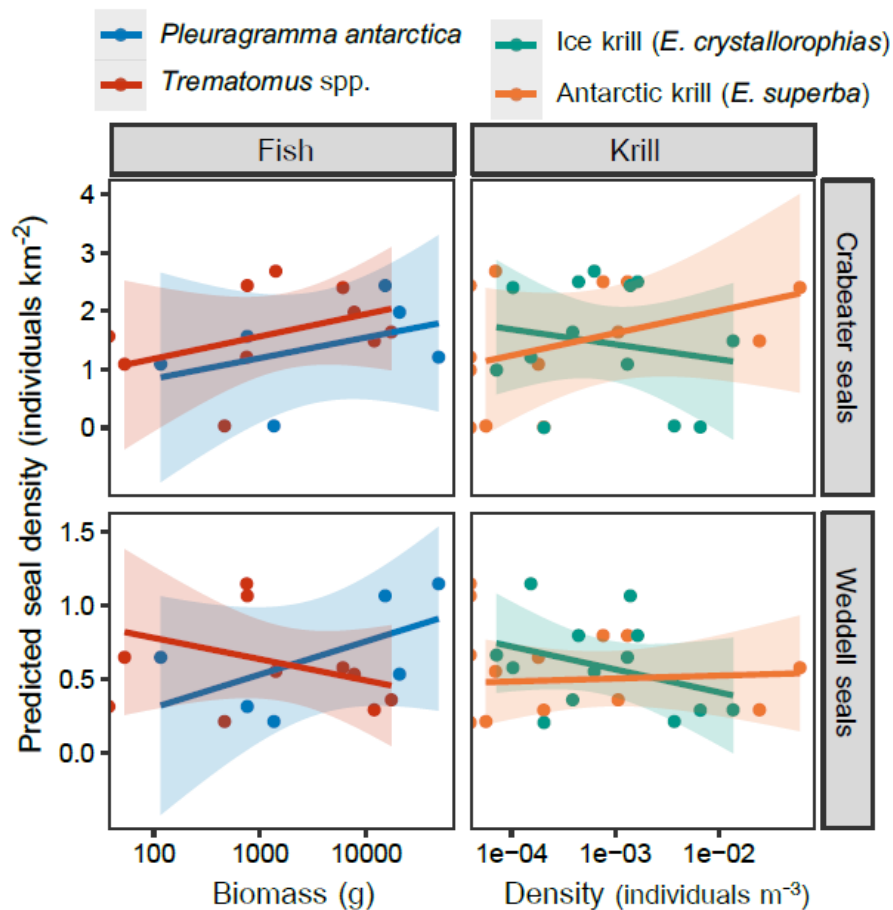 Pleuragramma antarctica
Trematomus spp.
Ice krill (E. crystallorophias)
Antarctic krill (E. superba)
Fish
Krill
Predicted seal density (individuals km⁻²)
4
3
2
1
0
Crabeater seals
1.5
1.0
0.5
0.0
Weddell seals
100
1000
10000
1e−04
1e−03
1e−02
Biomass (g)
Density (individuals m⁻³)